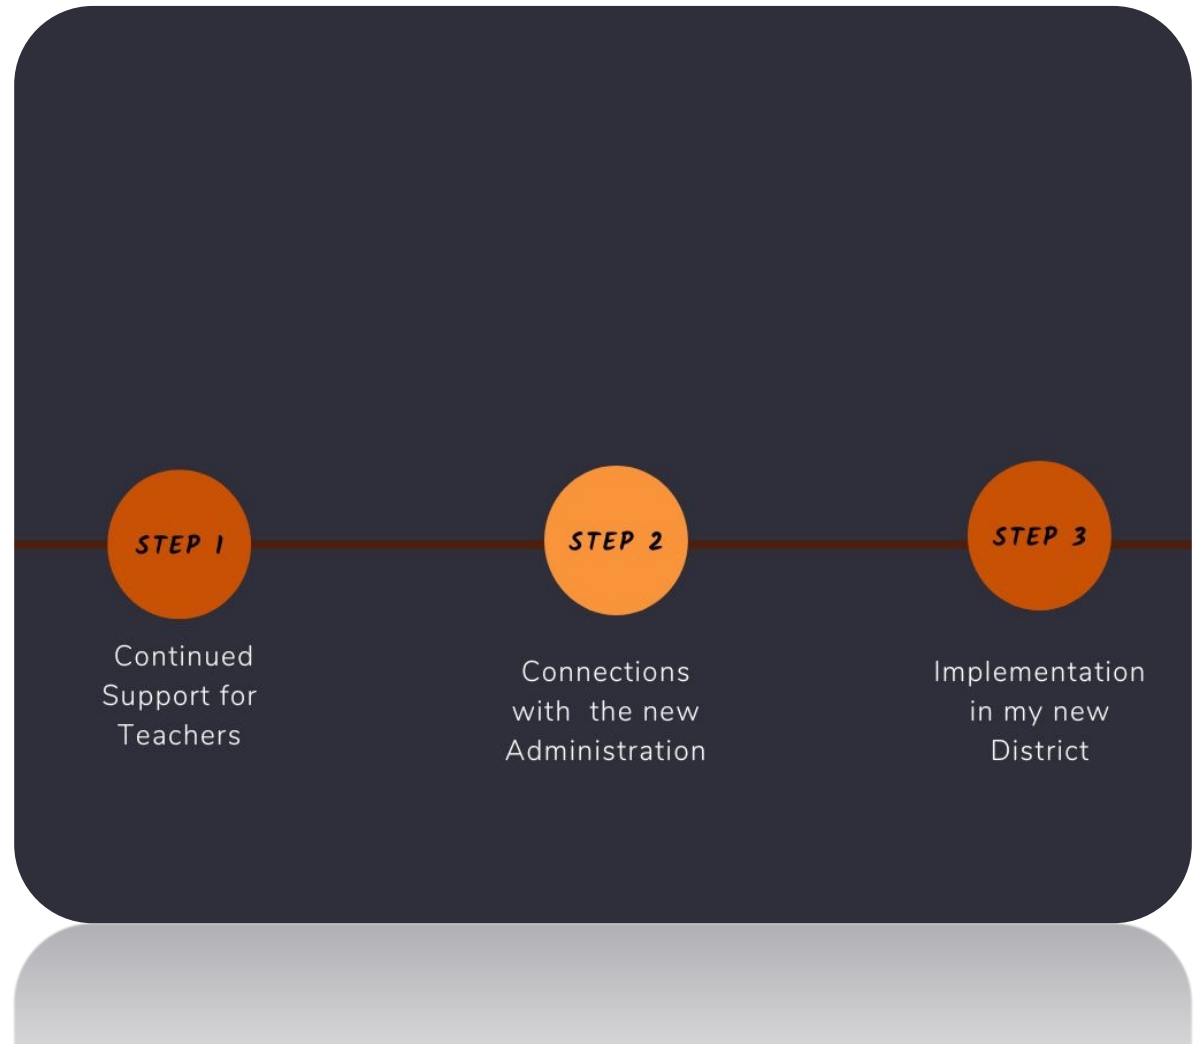 STEP 1
Continued
Support for
Teachers
STEP 2
Connections
with  the new
Administration
STEP 3
Implementation
in my new
District